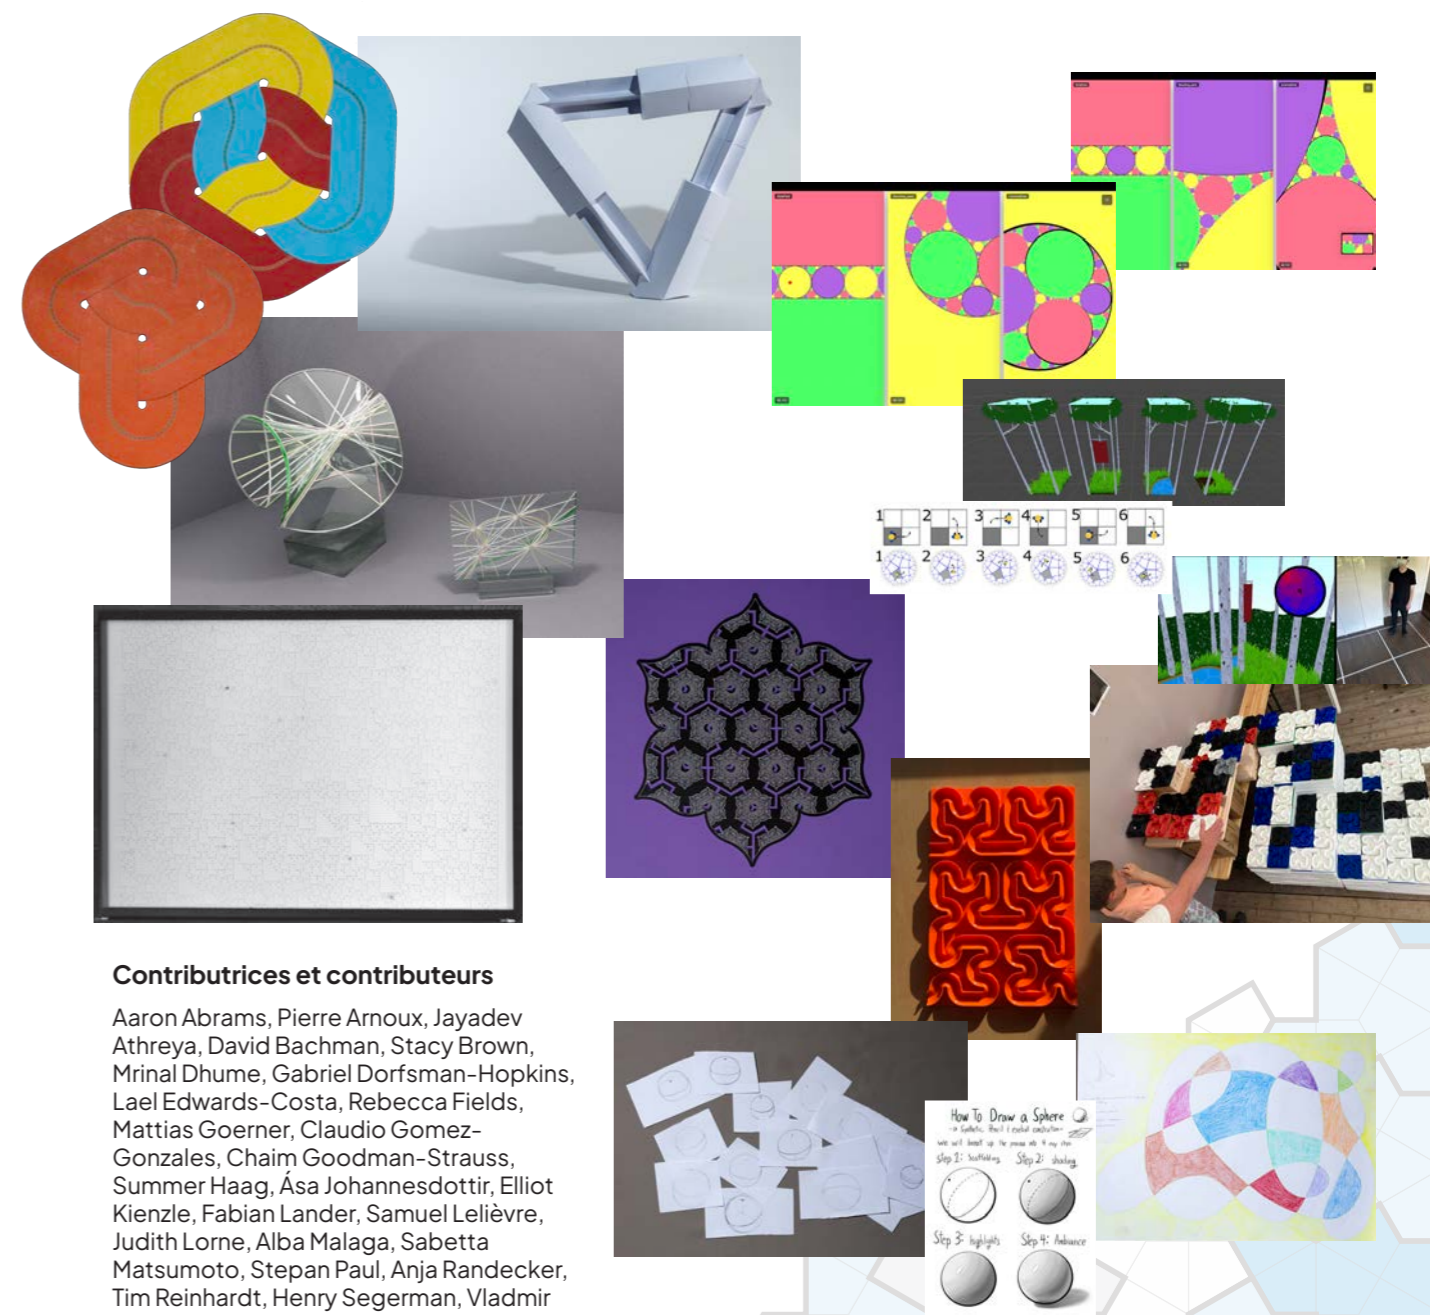 1 2 3 4 5 6
1 2 3 4 5 6
Contributrices et contributeurs
Aaron Abrams, Pierre Arnoux, Jayadev
Athreya, David Bachman, Stacy Brown,
Mrinal Dhume, Gabriel Dorfsman-Hopkins,
Lael Edwards-Costa, Rebecca Fields,
Mattias Goerner, Claudio Gomez-
Gonzales, Chaim Goodman-Strauss,
Summer Haag, Ása Johannesdottir, Elliot
Kienzle, Fabian Lander, Samuel Lelièvre,
Judith Lorne, Alba Malaga, Sabetta
Matsumoto, Stepan Paul, Anja Randecker,
Tim Reinhardt, Henry Segerman, Vladmir
How To Draw a Sphere
Step 1: Scaffolding
Step 2: shading
Step 3: highlights
Step 4: Ambiance